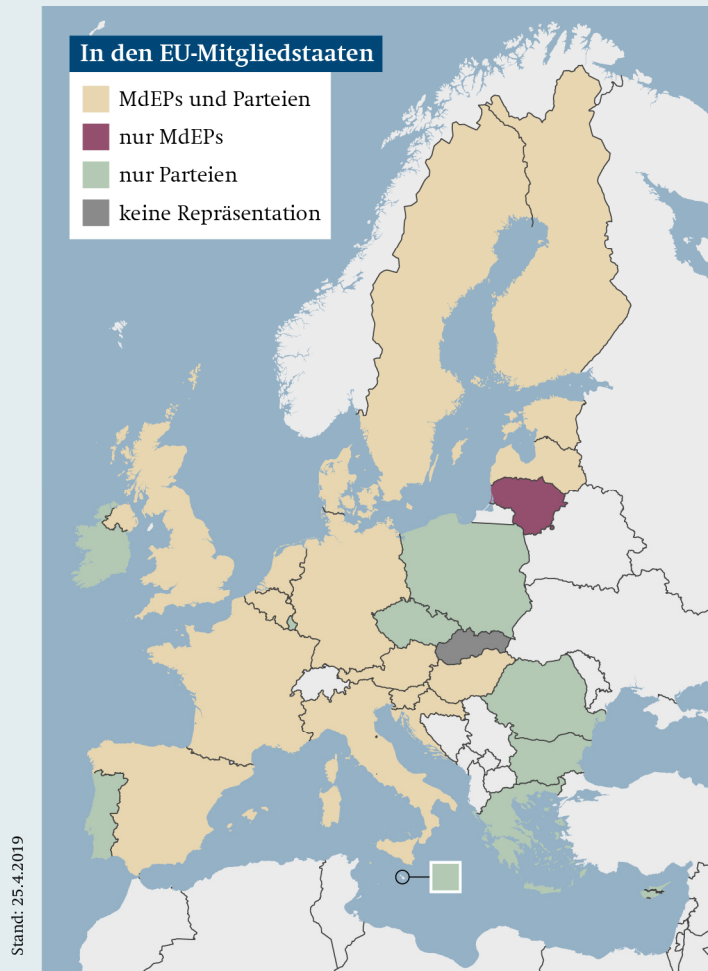 In den EU-Mitgliedstaaten
MdEPs und Parteien
nur MdEPs
nur Parteien
keine Repräsentation
Stand: 25.4.2019